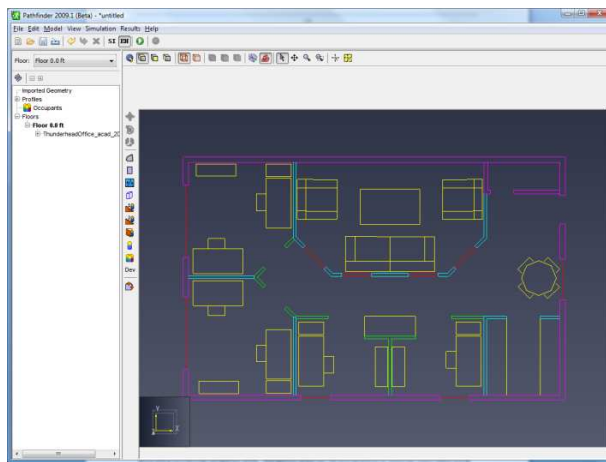 Pathfinder 2009.1 (Beta) - *untitled
File Edit Model View Simulation Results Help
SI EN
Floor: Floor 0.0 ft
Imported Geometry
Profiles
Occupants
Floors
Floor 0.0 ft
ThunderheadOffice_acad_20
Dev
Y
X